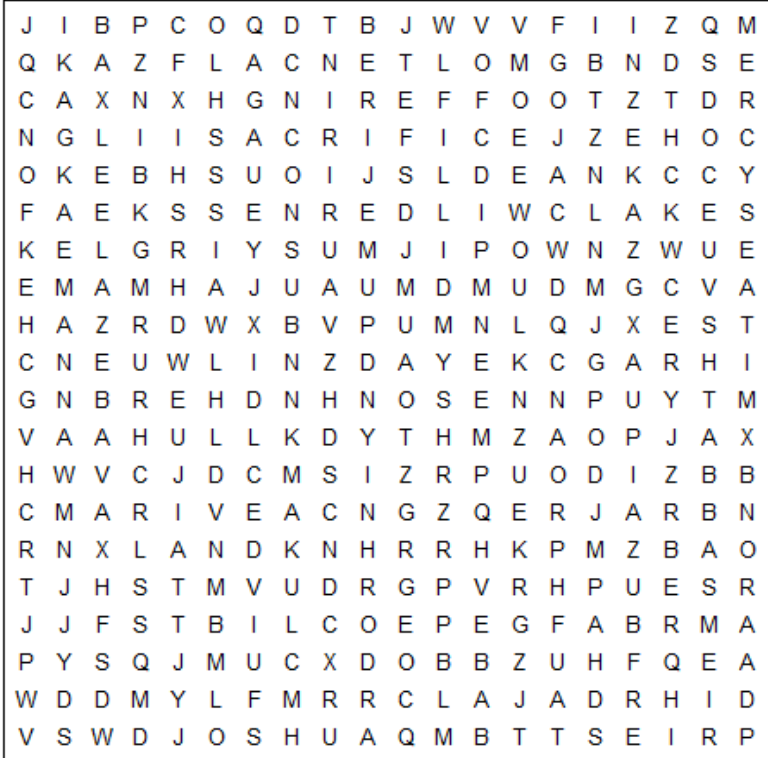 J I B P C O Q D T B J W V V F I I Z Q M
Q K A Z F L A C N E T L O M G B N D S E
C A X N X H G N I R E F F O O T Z T D R
N G L I I S A C R I F I C E J Z E H O C
O K E B H S U O I J S L D E A N K C C Y
F A E K S S E N R E D L I W C L A K E S
K E L G R I Y S U M J I P O W N Z W U E
E M A M H A J U A U M D M U D M G C V A
H A Z R D W X B V P U M N L Q J X E S T
C N E U W L I N Z D A Y E K C G A R H I
G N B R E H D N H N O S E N N P U Y T M
V A A H U L L K D Y T H M Z A O P J A X
H W V C J D C M S I Z R P U O D I Z B B
C M A R I V E A C N G Z Q E R J A R B N
R N X L A N D K N H R R H K P M Z B A O
T J H S T M V U D R G P V R H P U E S R
J J F S T B I L C O E P E G F A B R M A
P Y S Q J M U C X D O B B Z U H F Q E A
W D D M Y L F M R R C L A J A D R H I D
V S W D J O S H U A Q M B T T S E I R P